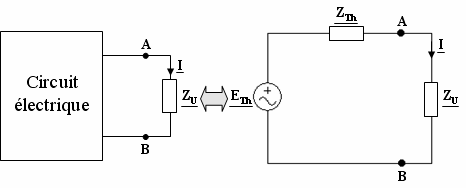 A
I
Circuit
électrique
Z_U
B
E_Th
Z_Th
A
I
Z_U
B